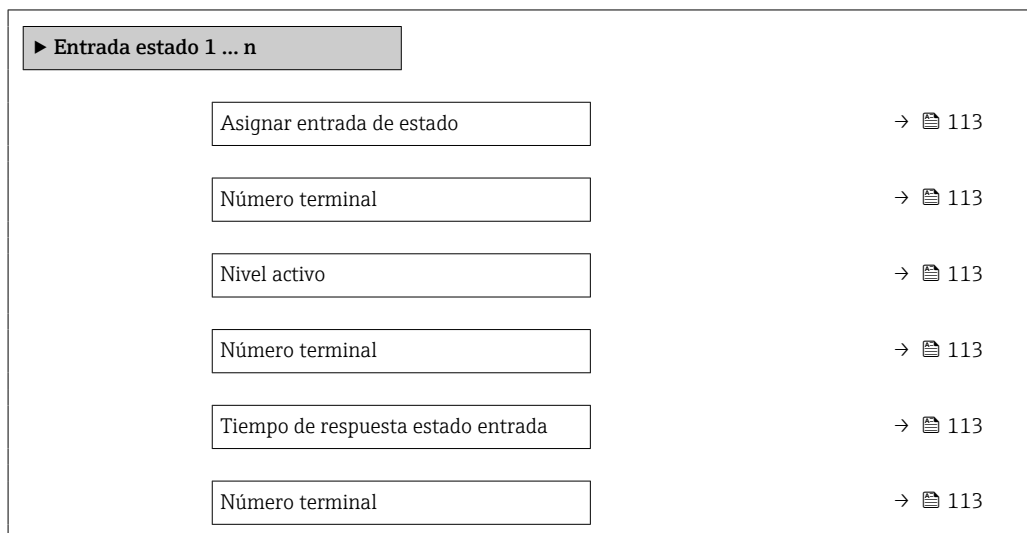 ▶ Entrada estado 1 … n
Asignar entrada de estado → 113
Número terminal → 113
Nivel activo → 113
Número terminal → 113
Tiempo de respuesta estado entrada → 113
Número terminal → 113